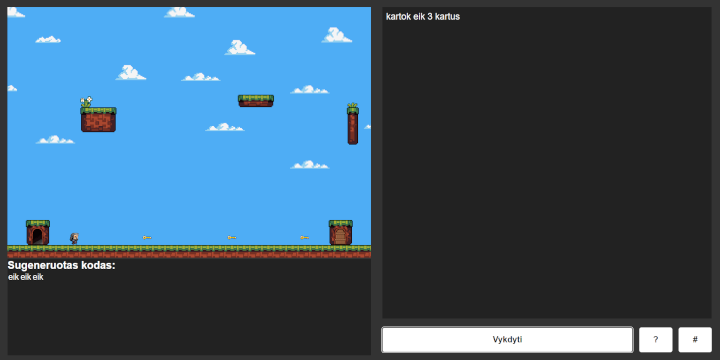 kartok eik 3 kartus
Sugeneruotas kodas:
eik eik eik
Vykdyti
?
#